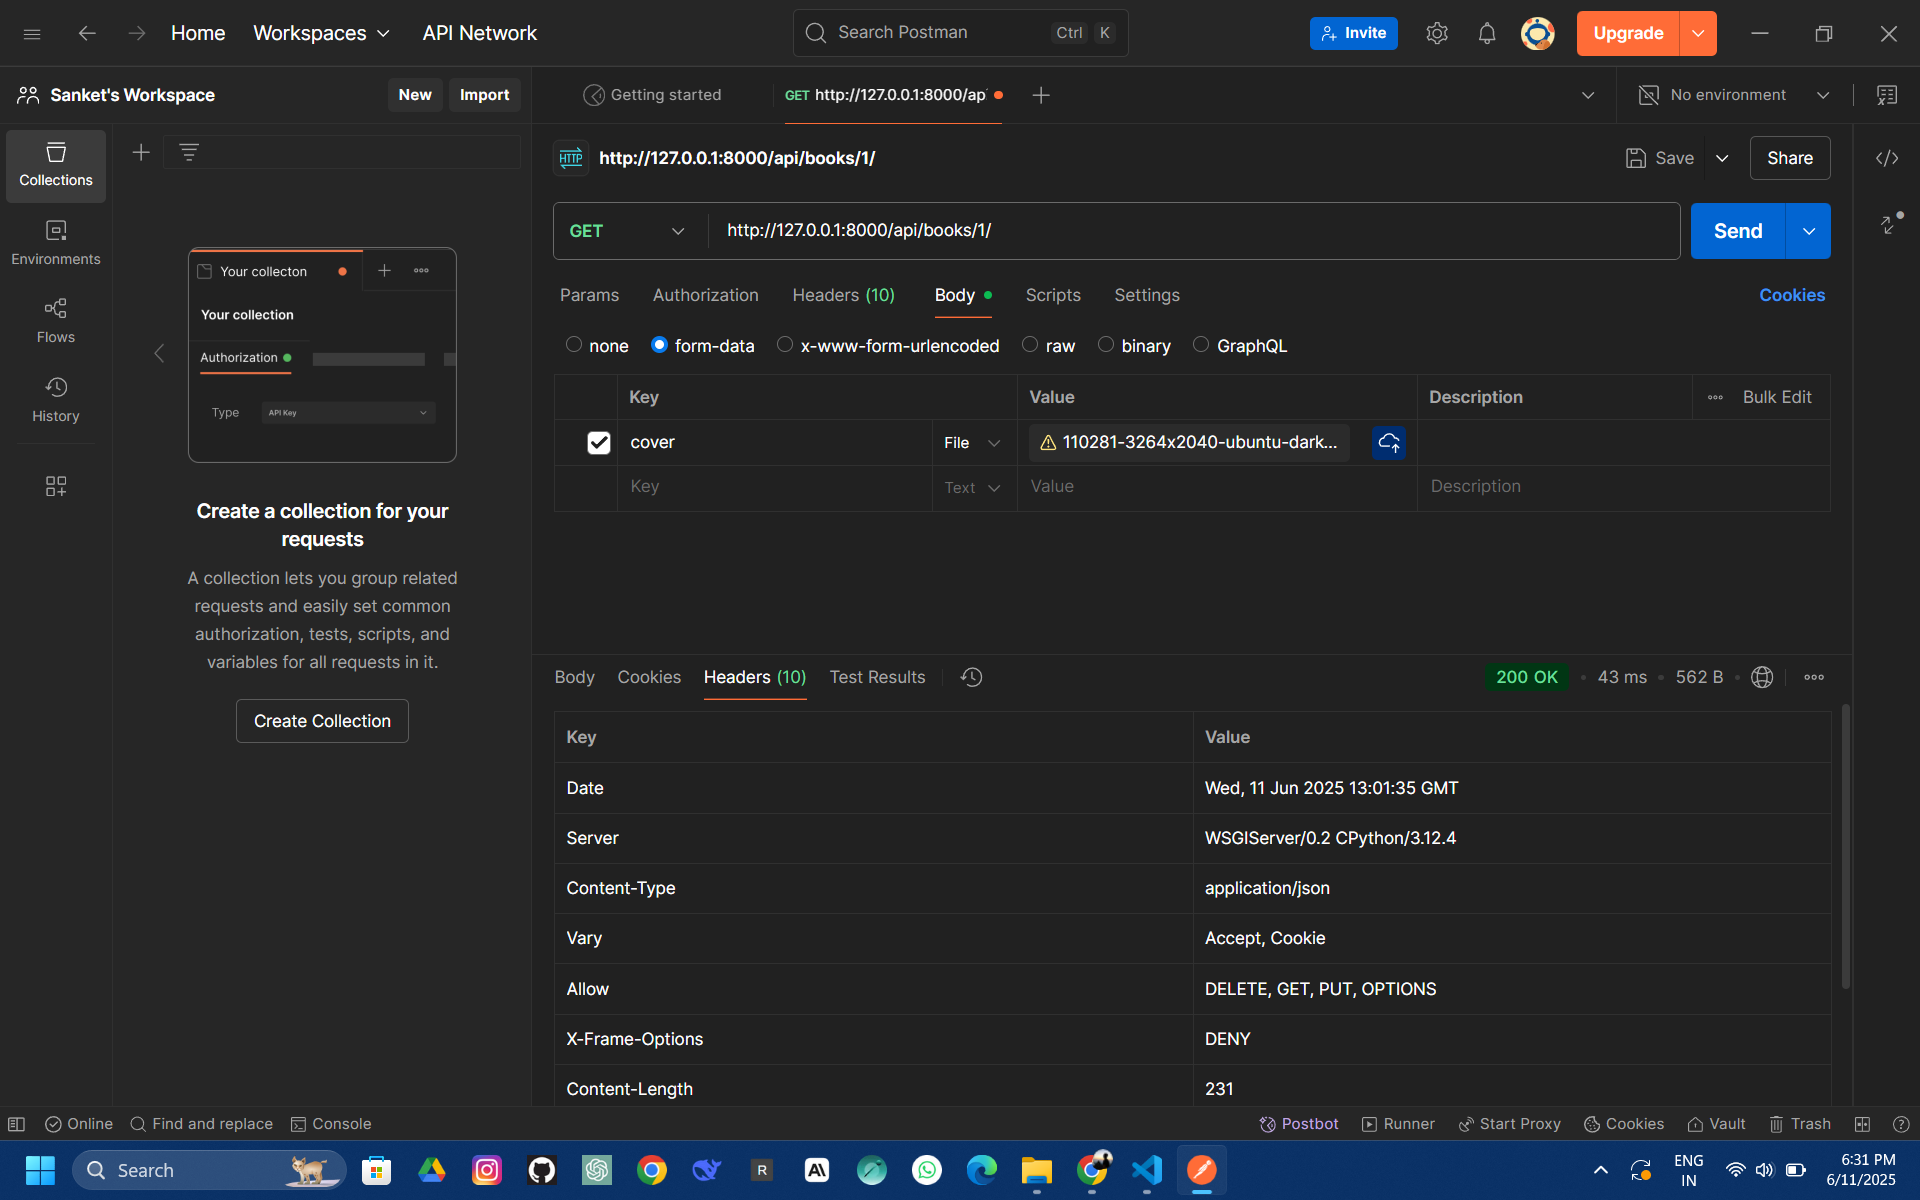 Home
Workspaces
API Network
Search Postman
Ctrl K
Invite
Upgrade
Sanket's Workspace
New
Import
Getting started
GET http://127.0.0.1:8000/ap
No environment
Collections
Environments
Flows
History
Your collecton
Your collection
Authorization
Type
API Key
Create a collection for your
requests
A collection lets you group related
requests and easily set common
authorization, tests, scripts, and
variables for all requests in it.
Create Collection
HTTP http://127.0.0.1:8000/api/books/1/
Save
Share
GET
http://127.0.0.1:8000/api/books/1/
Send
Params
Authorization
Headers (10)
Body
Scripts
Settings
Cookies
none
form-data
x-www-form-urlencoded
raw
binary
GraphQL
Key Value Description Bulk Edit
cover File 110281-3264x2040-ubuntu-dark...
Key Text Value Description
Body
Cookies
Headers (10)
Test Results
200 OK • 43 ms • 562 B
Key Value
Date Wed, 11 Jun 2025 13:01:35 GMT
Server WSGIServer/0.2 CPython/3.12.4
Content-Type application/json
Vary Accept, Cookie
Allow DELETE, GET, PUT, OPTIONS
X-Frame-Options DENY
Content-Length 231
Online
Find and replace
Console
Postbot
Runner
Start Proxy
Cookies
Vault
Trash
Search
R
AI
ENG
IN
6:31 PM
6/11/2025